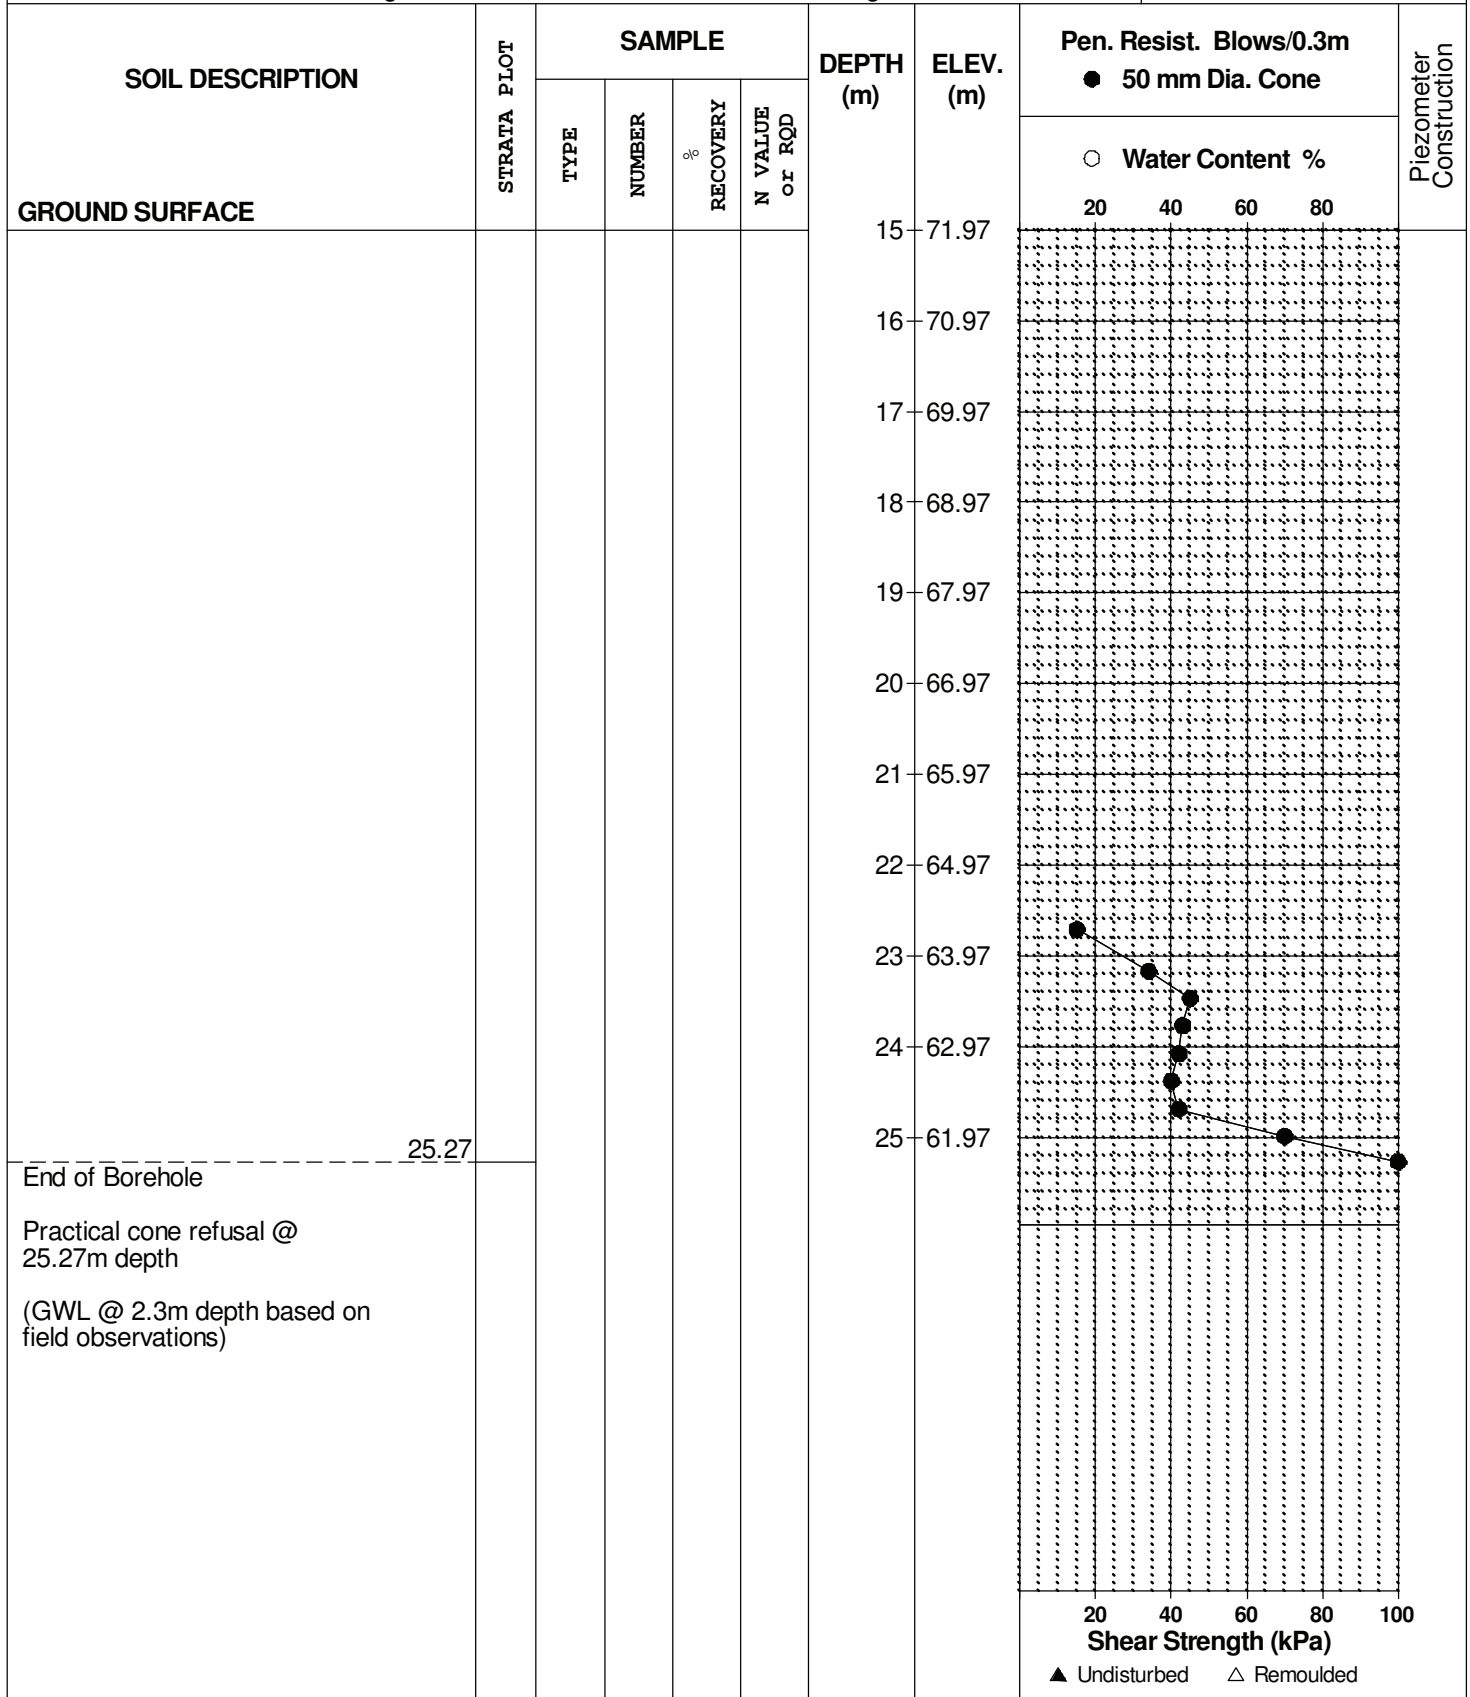 SOIL DESCRIPTION
GROUND SURFACE
STRATA PLOT
SAMPLE
TYPE
NUMBER
%
RECOVERY
N VALUE
or RQD
DEPTH
(m)
ELEV.
(m)
Pen. Resist. Blows/0.3m
● 50 mm Dia. Cone
○ Water Content %
20 40 60 80
Piezometer
Construction
15 71.97
16 70.97
17 69.97
18 68.97
19 67.97
20 66.97
21 65.97
22 64.97
23 63.97
24 62.97
25 61.97
25.27
End of Borehole
Practical cone refusal @
25.27m depth
(GWL @ 2.3m depth based on
field observations)
20 40 60 80 100
Shear Strength (kPa)
▲ Undisturbed △ Remoulded